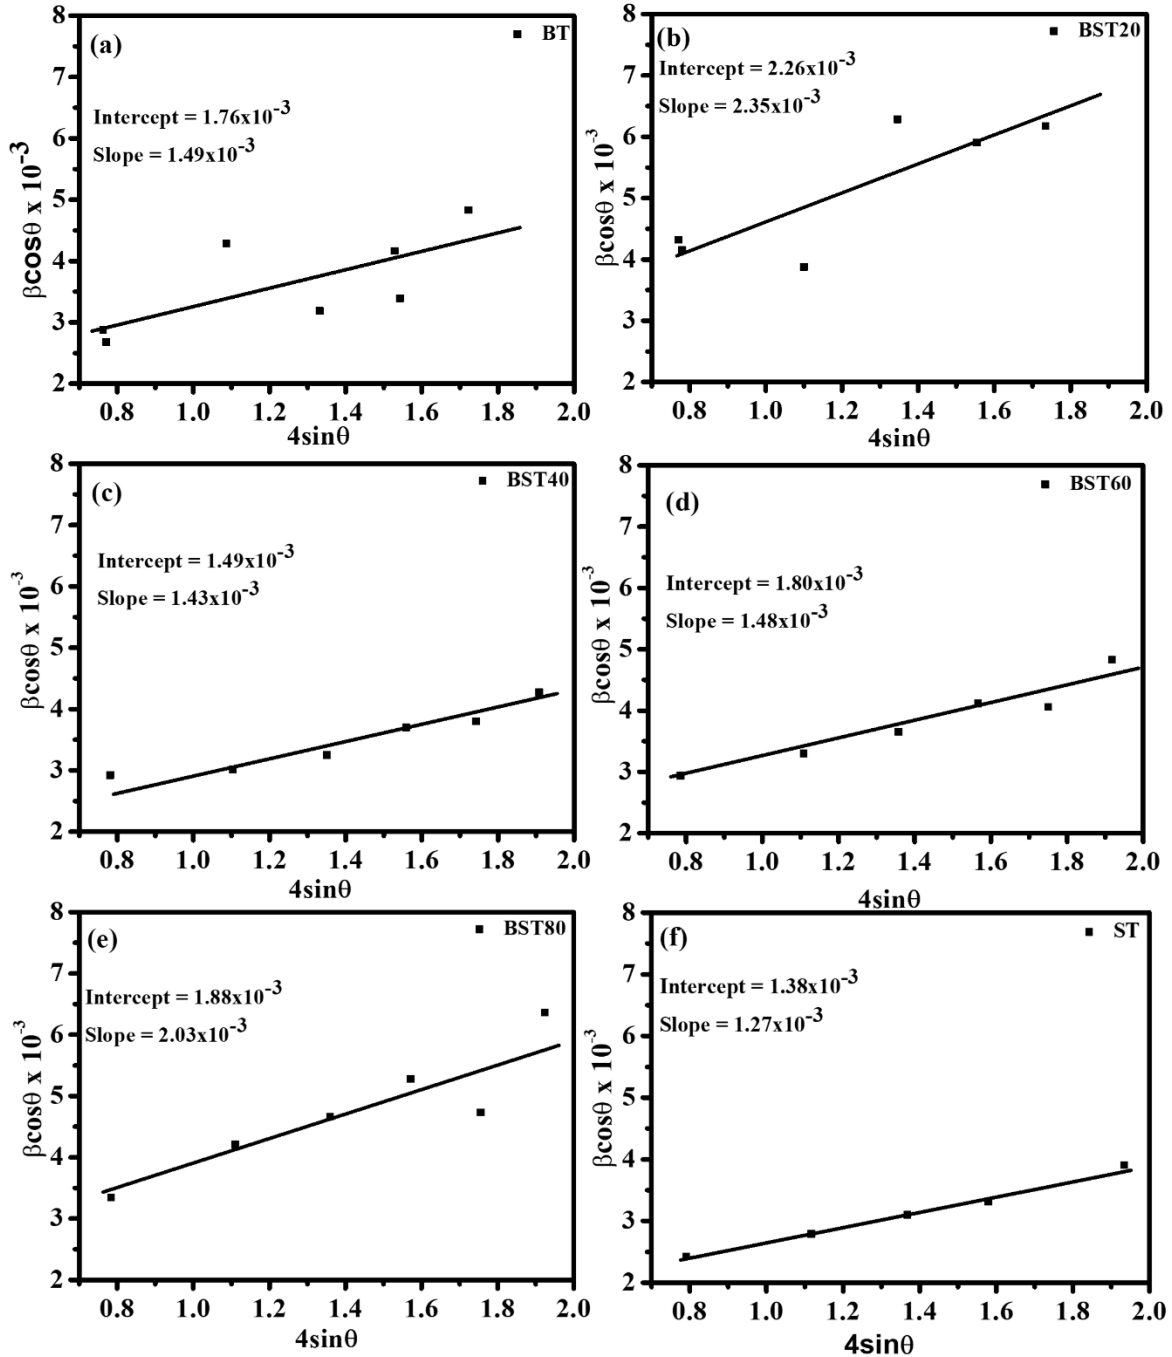 (a)
BT
Intercept = 1.76x10⁻³
Slope = 1.49x10⁻³
βcosθ x 10⁻³
8
7
6
5
4
3
2
0.8 1.0 1.2 1.4 1.6 1.8 2.0
4sinθ
(b)
BST20
Intercept = 2.26x10⁻³
Slope = 2.35x10⁻³
βcosθ x 10⁻³
8
7
6
5
4
3
2
0.8 1.0 1.2 1.4 1.6 1.8 2.0
4sinθ
(c)
BST40
Intercept = 1.49x10⁻³
Slope = 1.43x10⁻³
βcosθ x 10⁻³
8
7
6
5
4
3
2
0.8 1.0 1.2 1.4 1.6 1.8 2.0
4sinθ
(d)
BST60
Intercept = 1.80x10⁻³
Slope = 1.48x10⁻³
βcosθ x 10⁻³
8
7
6
5
4
3
2
0.8 1.0 1.2 1.4 1.6 1.8 2.0
4sinθ
(e)
BST80
Intercept = 1.88x10⁻³
Slope = 2.03x10⁻³
βcosθ x 10⁻³
8
7
6
5
4
3
2
0.8 1.0 1.2 1.4 1.6 1.8 2.0
4sinθ
(f)
ST
Intercept = 1.38x10⁻³
Slope = 1.27x10⁻³
βcosθ x 10⁻³
8
7
6
5
4
3
2
0.8 1.0 1.2 1.4 1.6 1.8 2.0
4sinθ